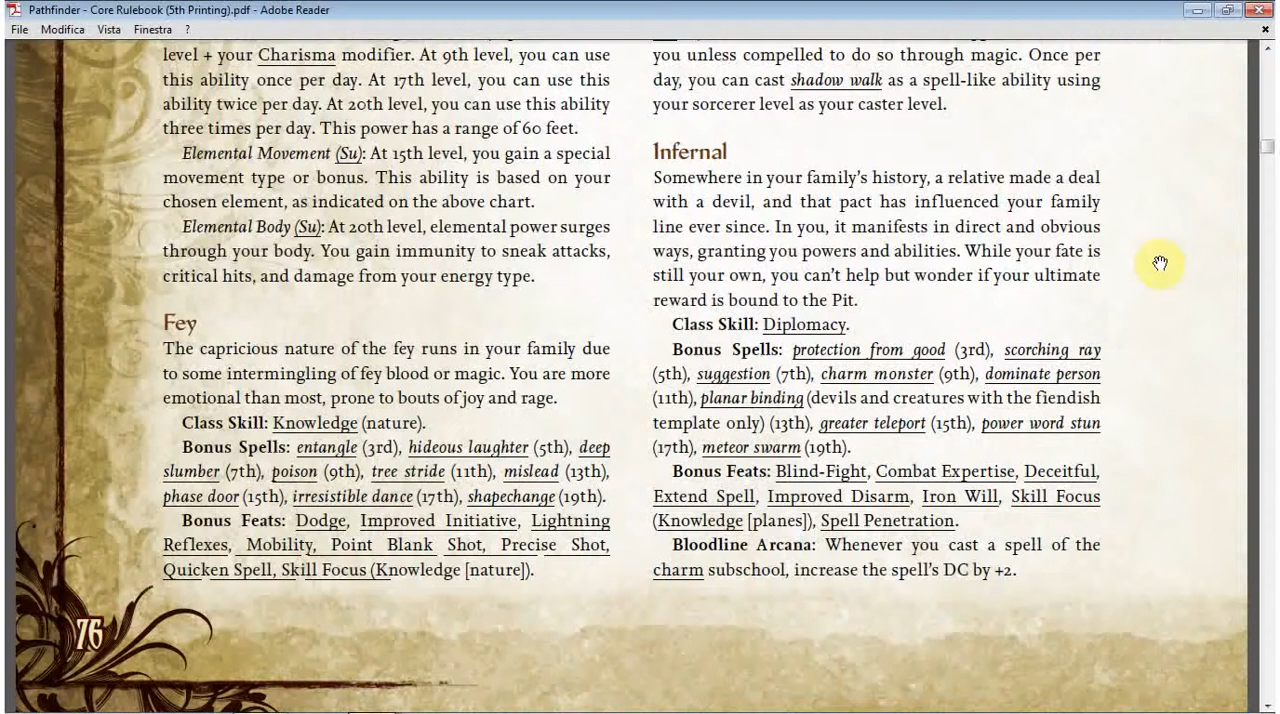 Pathfinder - Core Rulebook (5th Printing).pdf - Adobe Reader
File Modifica Vista Finestra ?
level + your Charisma modifier. At 9th level, you can use
this ability once per day. At 17th level, you can use this
ability twice per day. At 20th level, you can use this ability
three times per day. This power has a range of 60 feet.
Elemental Movement (Su): At 15th level, you gain a special
movement type or bonus. This ability is based on your
chosen element, as indicated on the above chart.
Elemental Body (Su): At 20th level, elemental power surges
through your body. You gain immunity to sneak attacks,
critical hits, and damage from your energy type.
Fey
The capricious nature of the fey runs in your family due
to some intermingling of fey blood or magic. You are more
emotional than most, prone to bouts of joy and rage.
Class Skill: Knowledge (nature).
Bonus Spells: entangle (3rd), hideous laughter (5th), deep
slumber (7th), poison (9th), tree stride (11th), mislead (13th),
phase door (15th), irresistible dance (17th), shapechange (19th).
Bonus Feats: Dodge, Improved Initiative, Lightning
Reflexes, Mobility, Point Blank Shot, Precise Shot,
Quicken Spell, Skill Focus (Knowledge [nature]).
76
you unless compelled to do so through magic. Once per
day, you can cast shadow walk as a spell-like ability using
your sorcerer level as your caster level.
Infernal
Somewhere in your family's history, a relative made a deal
with a devil, and that pact has influenced your family
line ever since. In you, it manifests in direct and obvious
ways, granting you powers and abilities. While your fate is
still your own, you can't help but wonder if your ultimate
reward is bound to the Pit.
Class Skill: Diplomacy.
Bonus Spells: protection from good (3rd), scorching ray
(5th), suggestion (7th), charm monster (9th), dominate person
(11th), planar binding (devils and creatures with the fiendish
template only) (13th), greater teleport (15th), power word stun
(17th), meteor swarm (19th).
Bonus Feats: Blind-Fight, Combat Expertise, Deceitful,
Extend Spell, Improved Disarm, Iron Will, Skill Focus
(Knowledge [planes]), Spell Penetration.
Bloodline Arcana: Whenever you cast a spell of the
charm subschool, increase the spell's DC by +2.